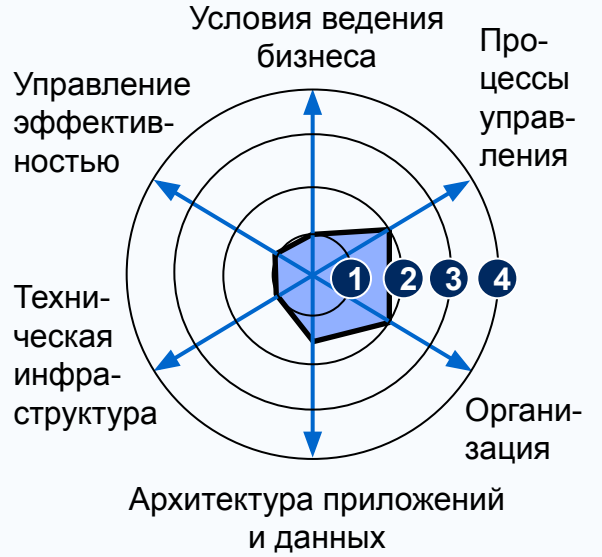 Условия ведения
бизнеса
Про-
цессы
управ-
ления
Управление
эффектив-
ностью
1 2 3 4
Техни-
ческая
инфра-
структура
Органи-
зация
Архитектура приложений
и данных